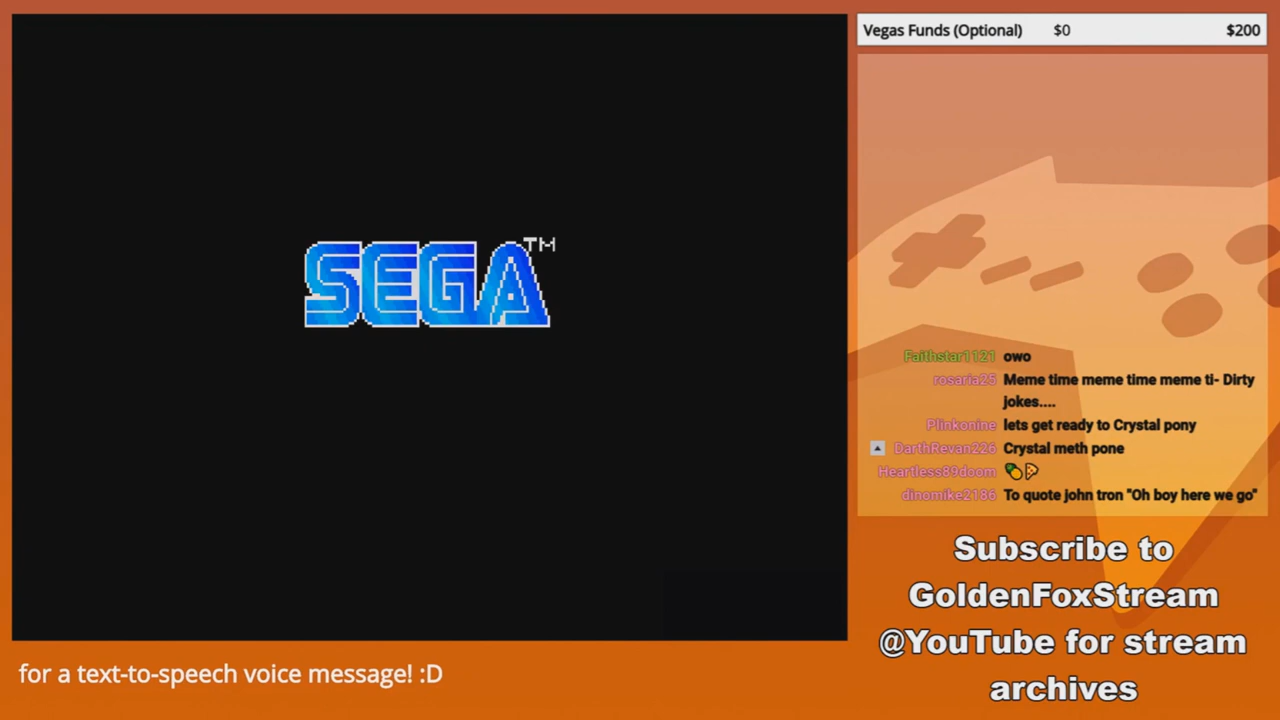 SEGA™
Vegas Funds (Optional) $0 $200
Faithstar1121 owo
rosaria25 Meme time meme time meme ti- Dirty
jokes....
Plinkonine lets get ready to Crystal pony
DarthRevan226 Crystal meth pone
Heartless89doom 🍍🍕
dinomike2186 To quote john tron "Oh boy here we go"
Subscribe to
GoldenFoxStream
@YouTube for stream
archives
for a text-to-speech voice message! :D